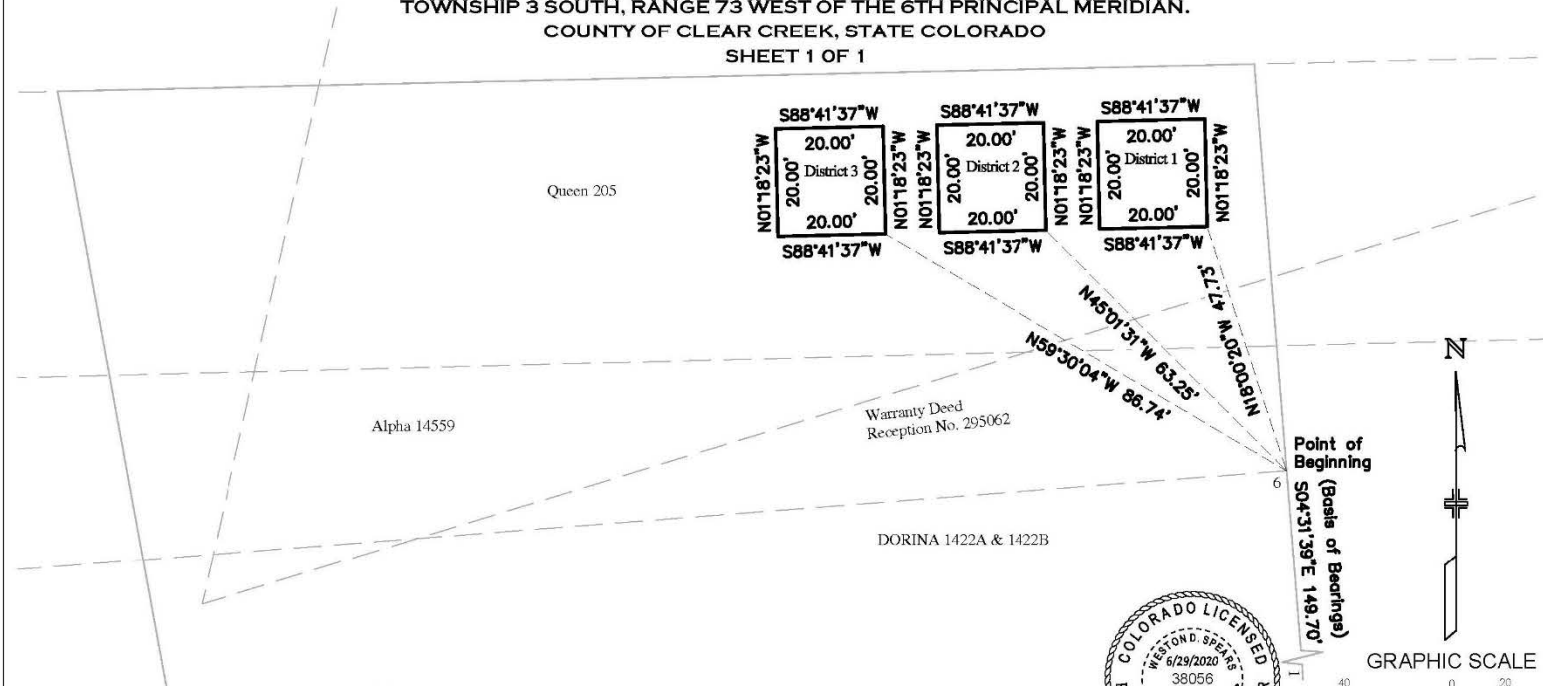 TOWNSHIP 3 SOUTH, RANGE 73 WEST OF THE 6TH PRINCIPAL MERIDIAN.
COUNTY OF CLEAR CREEK, STATE COLORADO
SHEET 1 OF 1
S88°41'37"W
20.00'
N01°18'23"W
20.00'
District 3
20.00'
N01°18'23"W
20.00'
S88°41'37"W
S88°41'37"W
20.00'
N01°18'23"W
20.00'
District 2
20.00'
N01°18'23"W
20.00'
S88°41'37"W
S88°41'37"W
20.00'
N01°18'23"W
20.00'
District 1
20.00'
N01°18'23"W
20.00'
S88°41'37"W
Queen 205
N18°00'20"W 47.73'
N45°01'31"W 63.25'
N59°30'04"W 86.74'
N
Alpha 14559
Warranty Deed
Reception No. 295062
Point of
Beginning
6
(Basis of Bearings)
S04°31'39"E 149.70'
DORINA 1422A & 1422B
COLORADO LICENSED
WESTON D. SPEARS
6/29/2020
38056
1
GRAPHIC SCALE
40 0 20